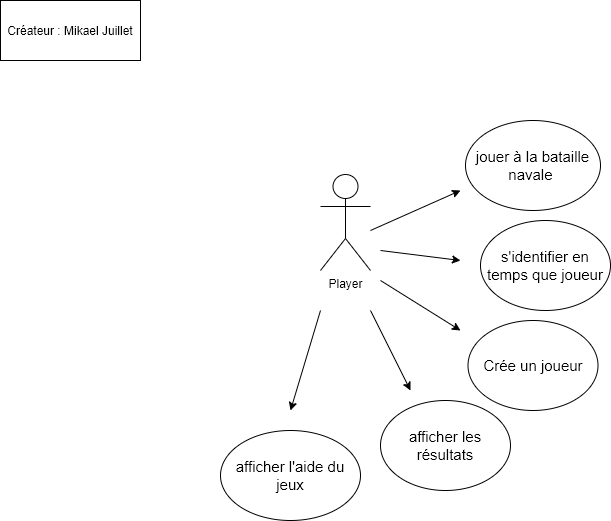 Créateur : Mikael Juillet
jouer à la bataille
navale
s'identifier en
temps que joueur
Player
Crée un joueur
afficher les
résultats
afficher l'aide du
jeux